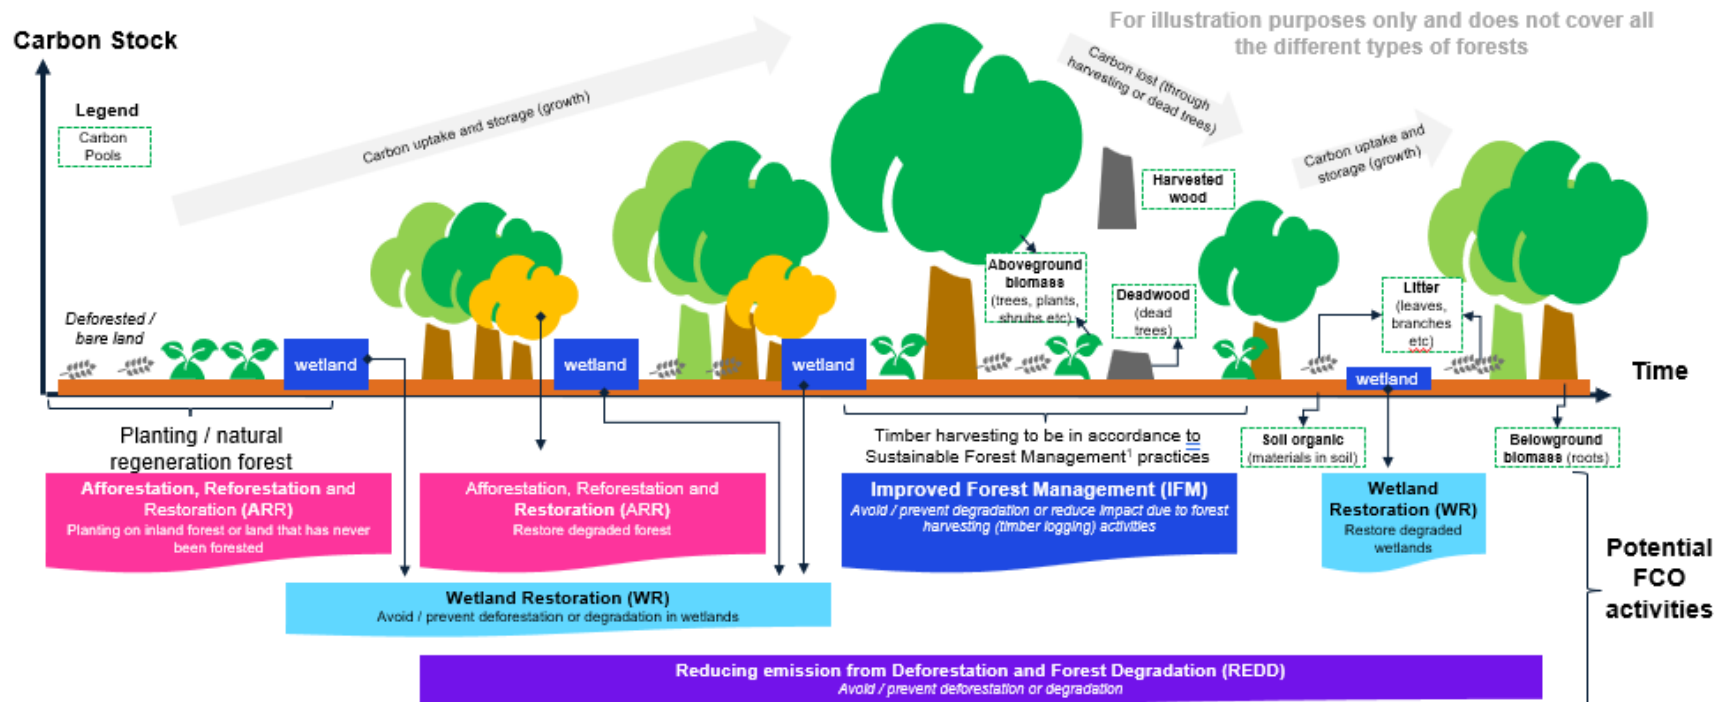 For illustration purposes only and does not cover all
the different types of forests
Carbon Stock
Legend
Carbon
Pools
Carbon uptake and storage (growth)
Carbon lost (through
harvesting or dead trees)
Carbon uptake and
storage (growth)
Harvested
wood
Aboveground
biomass
(trees, plants,
shrubs etc)
Deadwood
(dead
trees)
Litter
(leaves,
branches
etc)
Deforested /
bare land
wetland
wetland
wetland
wetland
Time
Planting / natural
regeneration forest
Timber harvesting to be in accordance to
Sustainable Forest Management¹ practices
Soil organic
(materials in soil)
Belowground
biomass (roots)
Afforestation, Reforestation and
Restoration (ARR)
Planting on inland forest or land that has never
been forested
Afforestation, Reforestation and
Restoration (ARR)
Restore degraded forest
Improved Forest Management (IFM)
Avoid / prevent degradation or reduce impact due to forest
harvesting (timber logging) activities
Wetland
Restoration (WR)
Restore degraded
wetlands
Potential
FCO
activities
Wetland Restoration (WR)
Avoid / prevent deforestation or degradation in wetlands
Reducing emission from Deforestation and Forest Degradation (REDD)
Avoid / prevent deforestation or degradation